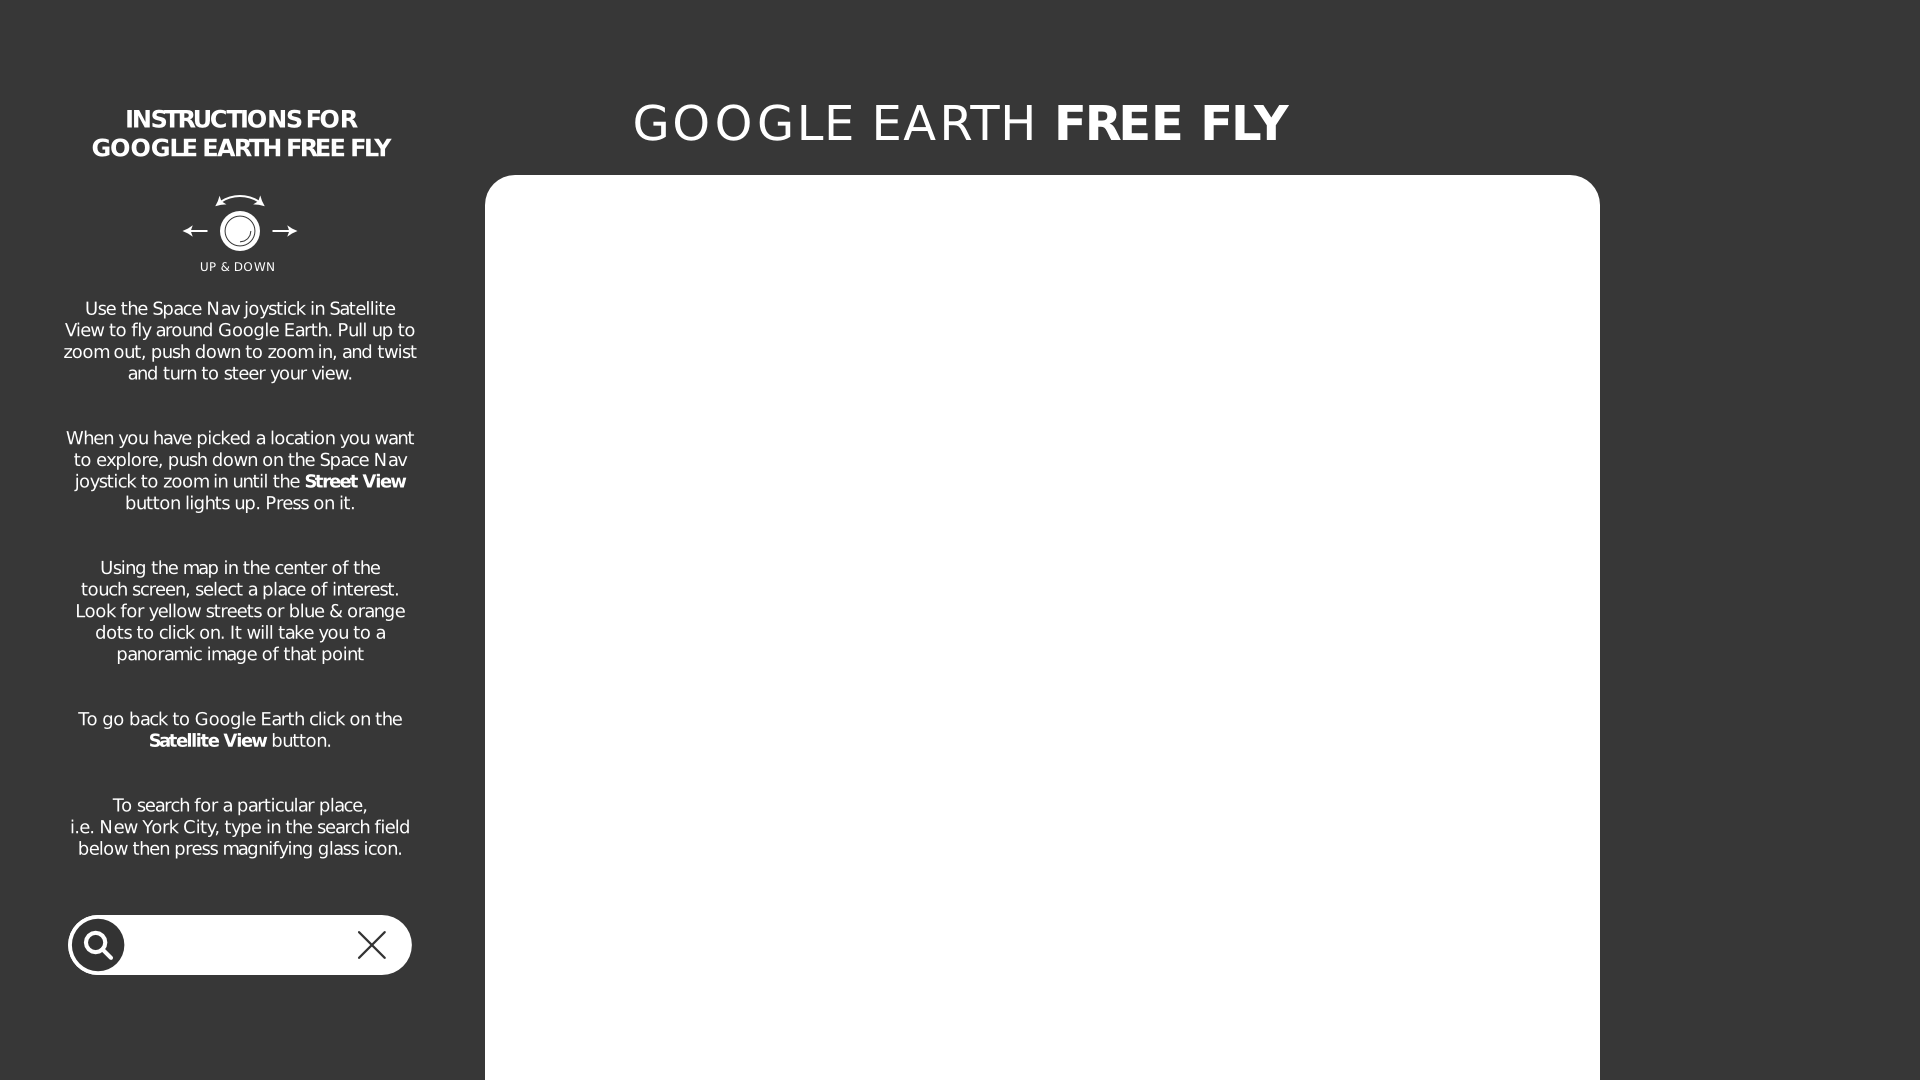 INSTRUCTIONS FOR
GOOGLE EARTH FREE FLY
UP & DOWN
Use the Space Nav joystick in Satellite
View to fly around Google Earth. Pull up to
zoom out, push down to zoom in, and twist
and turn to steer your view.
When you have picked a location you want
to explore, push down on the Space Nav
joystick to zoom in until the Street View
button lights up. Press on it.
Using the map in the center of the
touch screen, select a place of interest.
Look for yellow streets or blue & orange
dots to click on. It will take you to a
panoramic image of that point
To go back to Google Earth click on the
Satellite View button.
To search for a particular place,
i.e. New York City, type in the search field
below then press magnifying glass icon.
GOOGLE EARTH FREE FLY